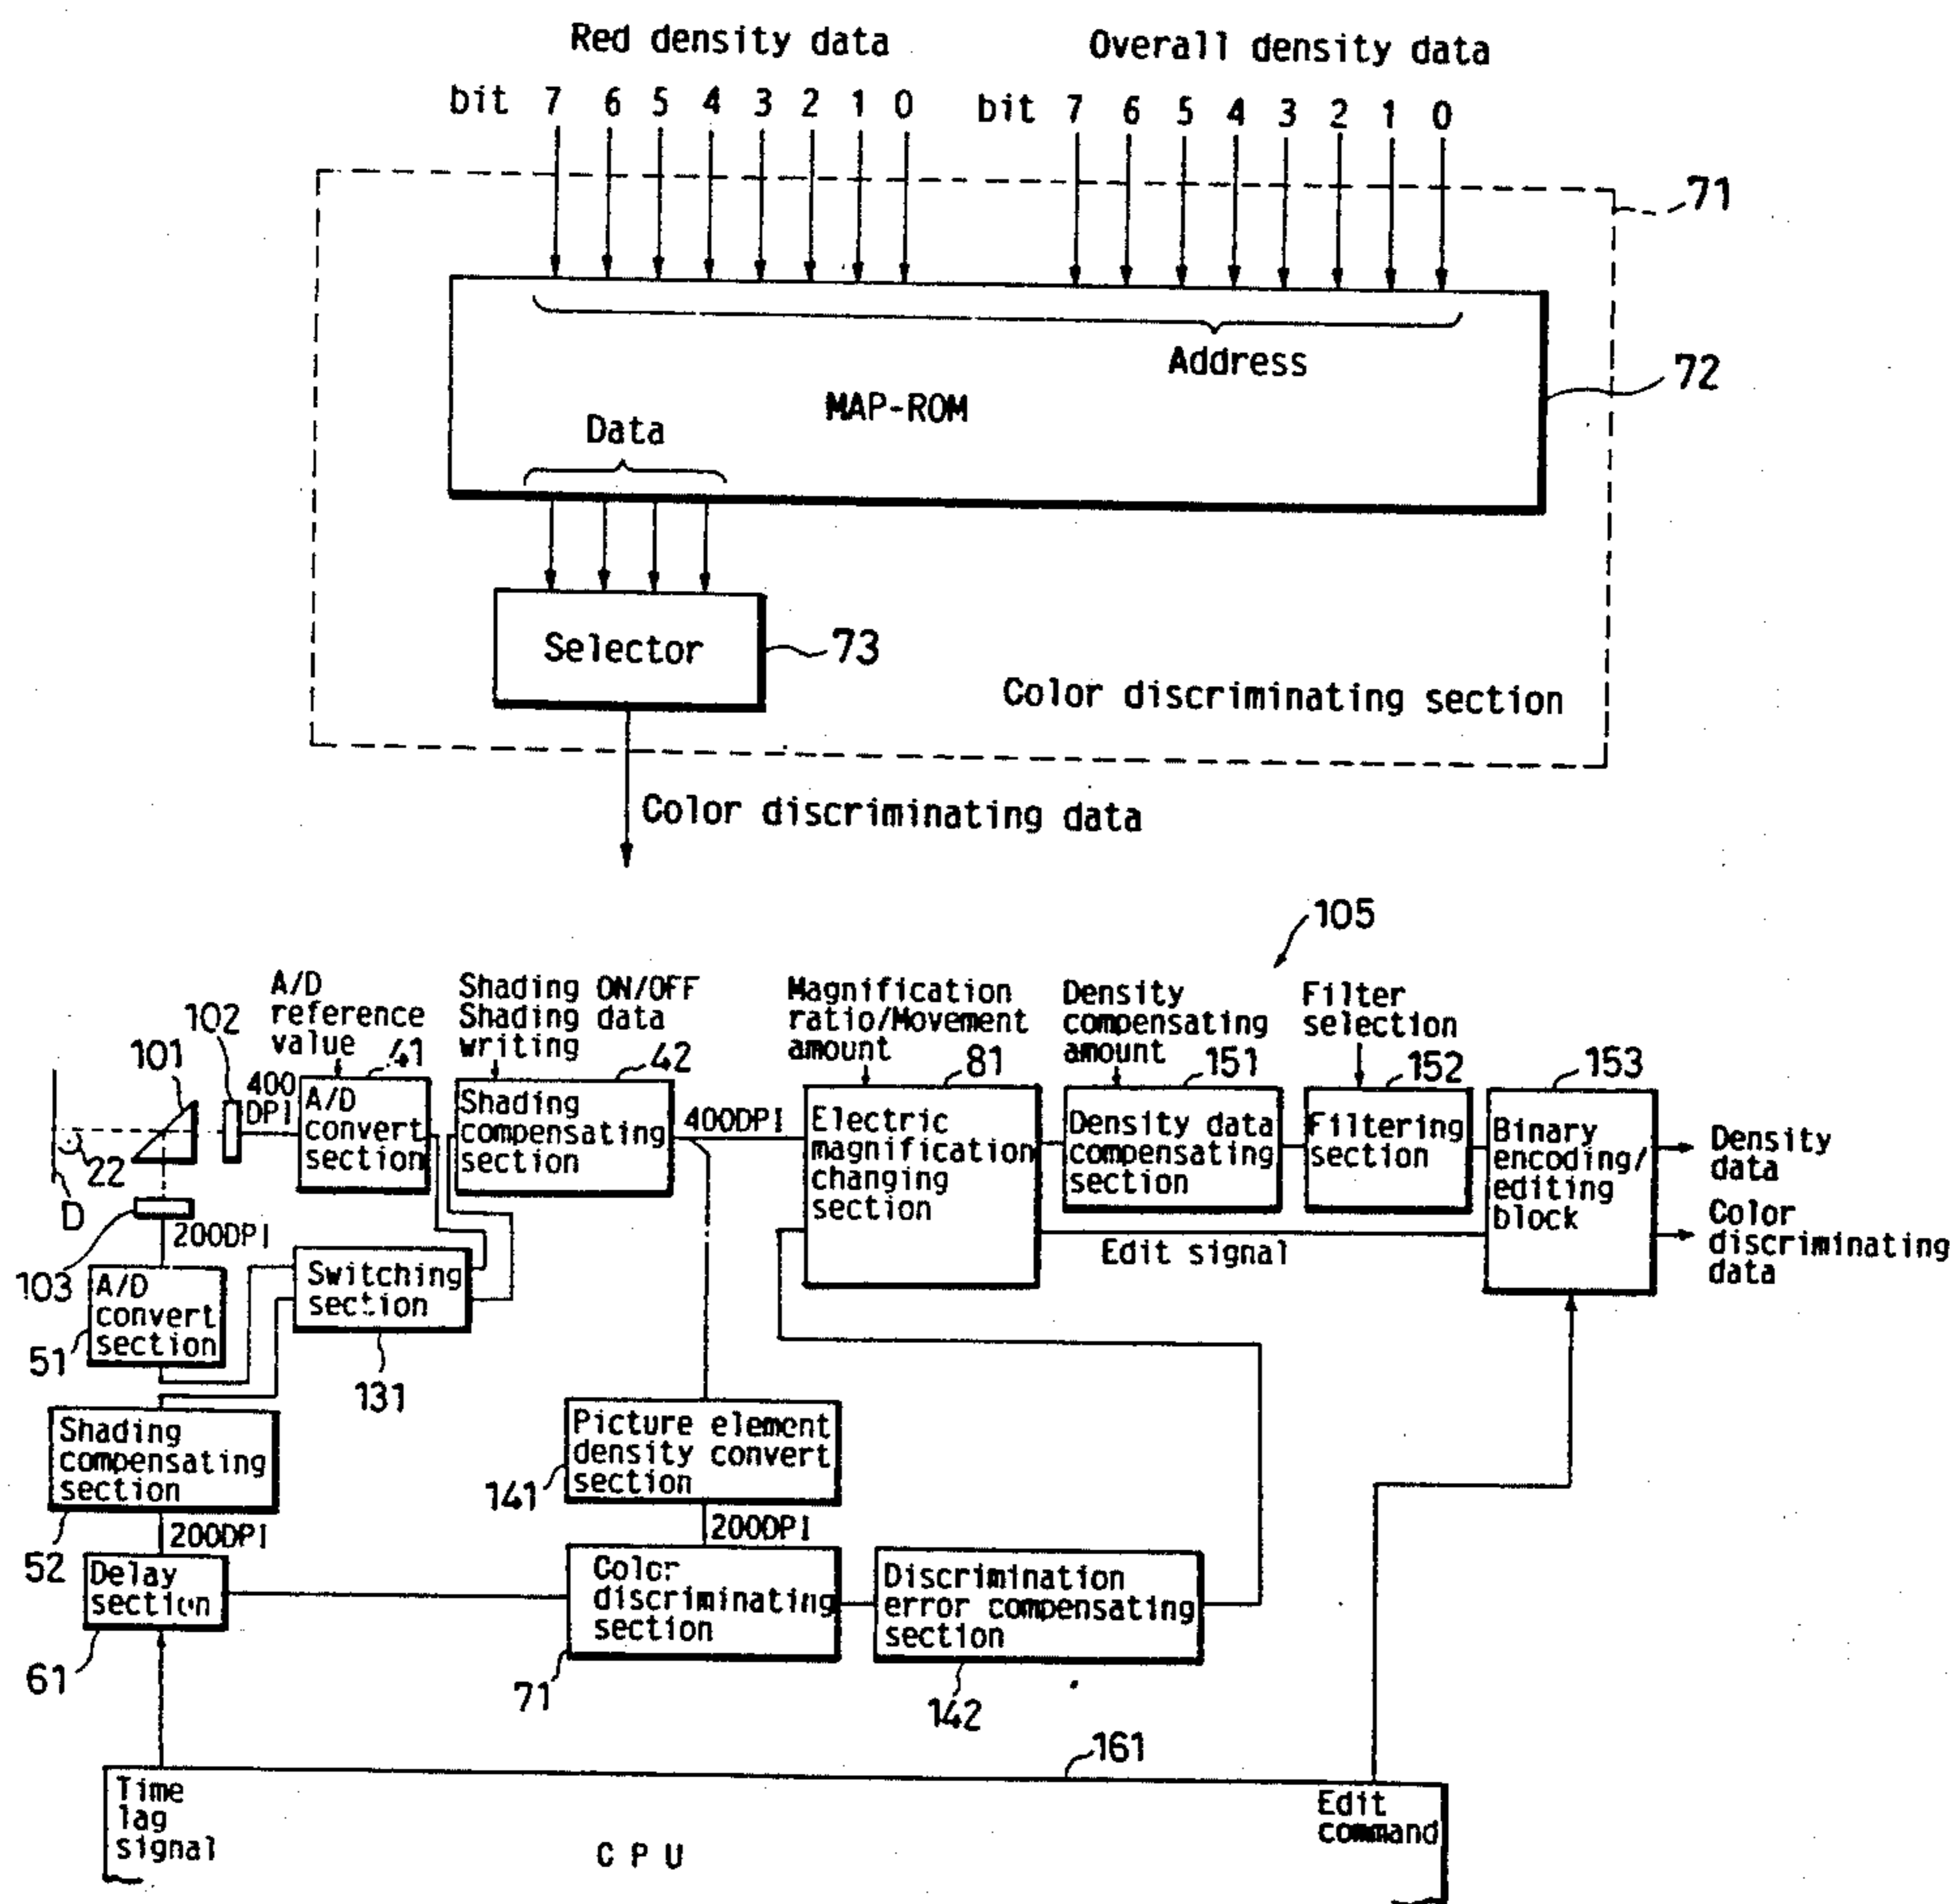 Red density data
Overall density data
bit 7 6 5 4 3 2 1 0
bit 7 6 5 4 3 2 1 0
71
Address
72
MAP-ROM
Data
Selector
73
Color discriminating section
Color discriminating data
105
A/D
reference
value
Shading ON/OFF
Shading data
writing
Magnification
ratio/Movement
amount
Density
compensating
amount
Filter
selection
101
102
400
DPI
41
A/D
convert
section
42
Shading
compensating
section
400DPI
81
Electric
magnification
changing
section
151
Density data
compensating
section
152
Filtering
section
153
Binary
encoding/
editing
block
Density
data
Color
discriminating
data
Edit signal
22
D
103
200DPI
A/D
convert
section
51
Switching
section
131
Shading
compensating
section
52
200DPI
Picture element
density convert
section
141
200DPI
Delay
section
61
Color
discriminating
section
71
Discrimination
error compensating
section
142
161
Time
lag
signal
CPU
Edit
command